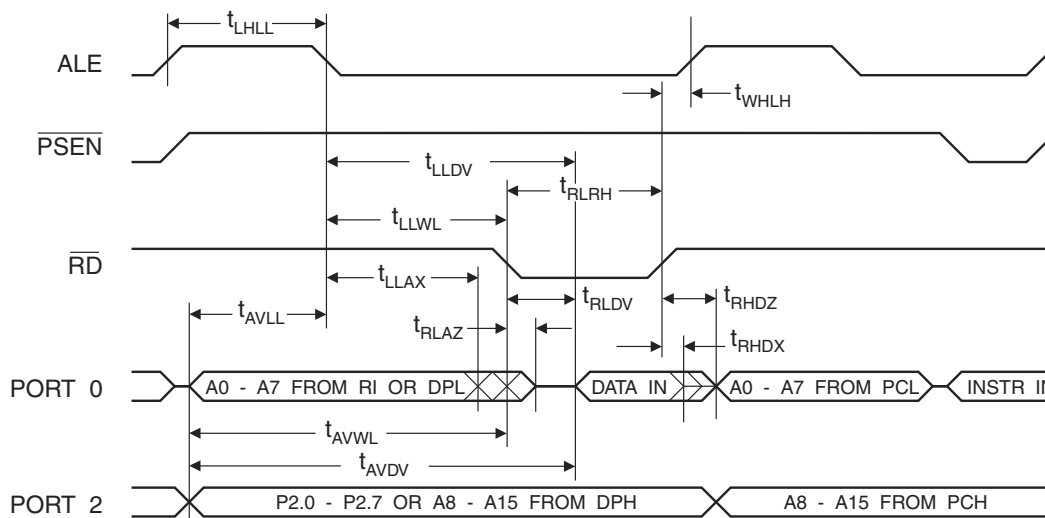 tLHLL
ALE
tWHLH
PSEN
tLLDV
tRLRH
tLLWL
RD
tLLAX
tRLDV
tRHDZ
tAVLL
tRLAZ
tRHDX
PORT 0
A0 - A7 FROM RI OR DPL
DATA IN
A0 - A7 FROM PCL
INSTR IN
tAVWL
tAVDV
PORT 2
P2.0 - P2.7 OR A8 - A15 FROM DPH
A8 - A15 FROM PCH